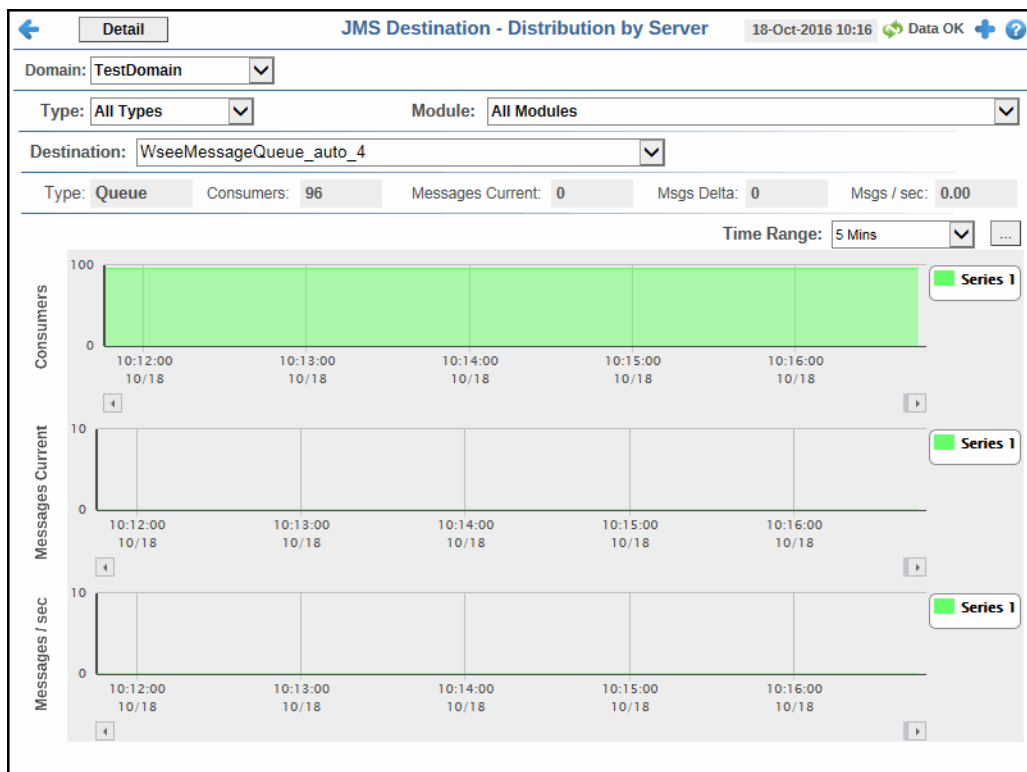 Detail JMS Destination - Distribution by Server 18-Oct-2016 10:16 Data OK
Domain: TestDomain
Type: All Types Module: All Modules
Destination: WseeMessageQueue_auto_4
Type: Queue Consumers: 96 Messages Current: 0 Msgs Delta: 0 Msgs / sec: 0.00
Time Range: 5 Mins ...
Consumers
100
0
10:12:00 10:13:00 10:14:00 10:15:00 10:16:00
10/18 10/18 10/18 10/18 10/18
Series 1
Messages Current
10
0
10:12:00 10:13:00 10:14:00 10:15:00 10:16:00
10/18 10/18 10/18 10/18 10/18
Series 1
Messages / sec
10
0
10:12:00 10:13:00 10:14:00 10:15:00 10:16:00
10/18 10/18 10/18 10/18 10/18
Series 1